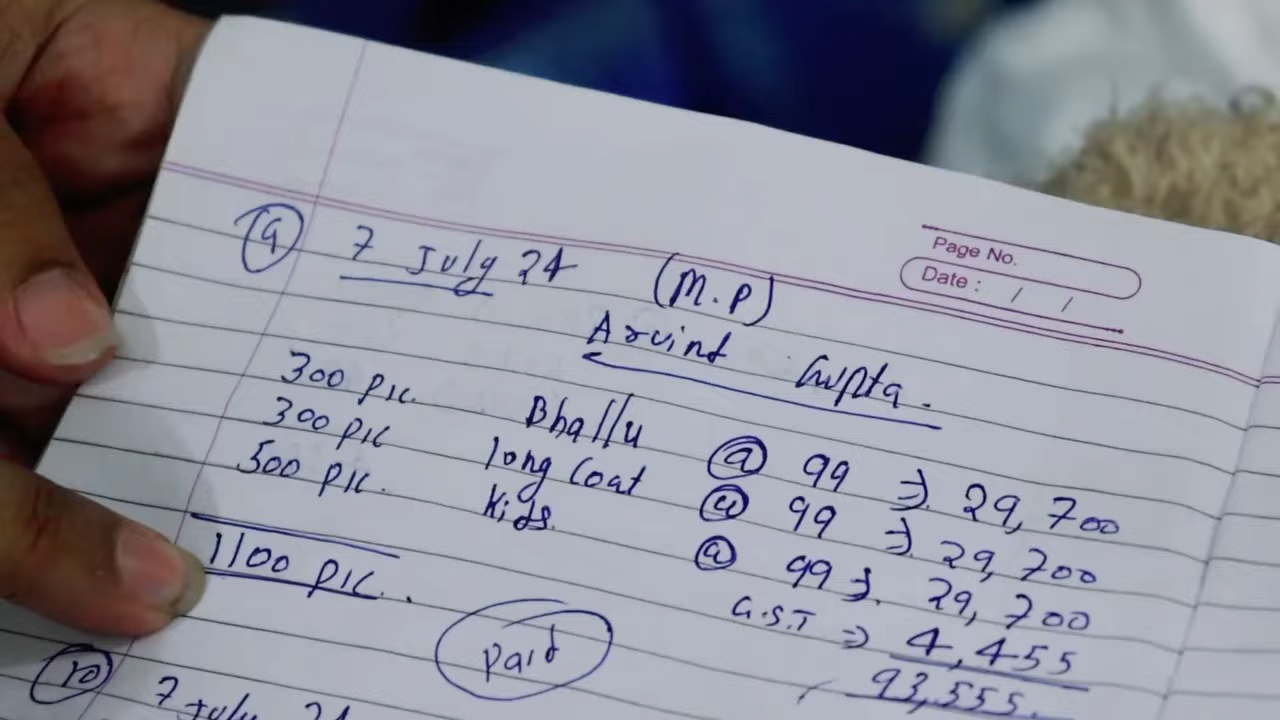 Page No.
Date : / /
9 7 July 24 (M.P)
Arvind Gupta.
300 PIC. Bhallu @ 99 ⇒ 29,700
300 PIC long Coat @ 99 ⇒ 29,700
500 PIC. Kids. @ 99 ⇒ 29,700
G.S.T ⇒ 4,455
1100 PIC. 93,555.
Paid
10 7 July 24